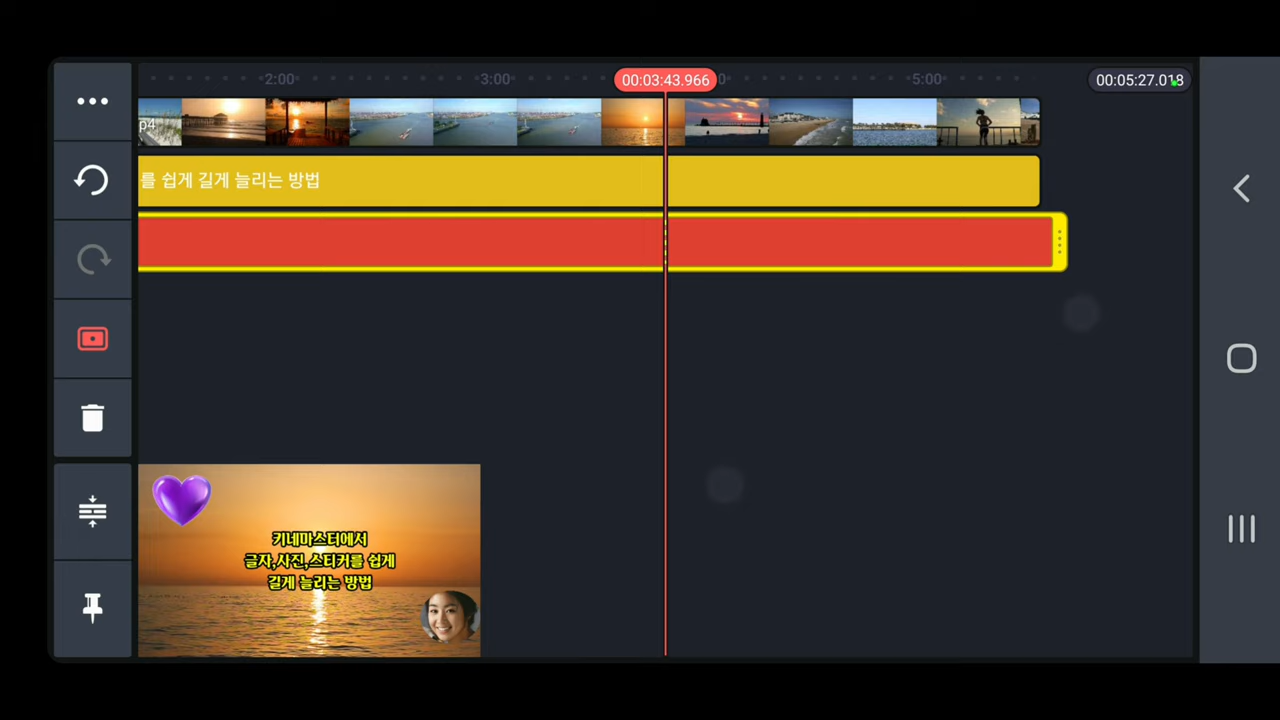 2:00
3:00
00:03:43.966
0
5:00
00:05:27.018
p4
를 쉽게 길게 늘리는 방법
키네마스터에서
글자,사진,스티커를 쉽게
길게 늘리는 방법